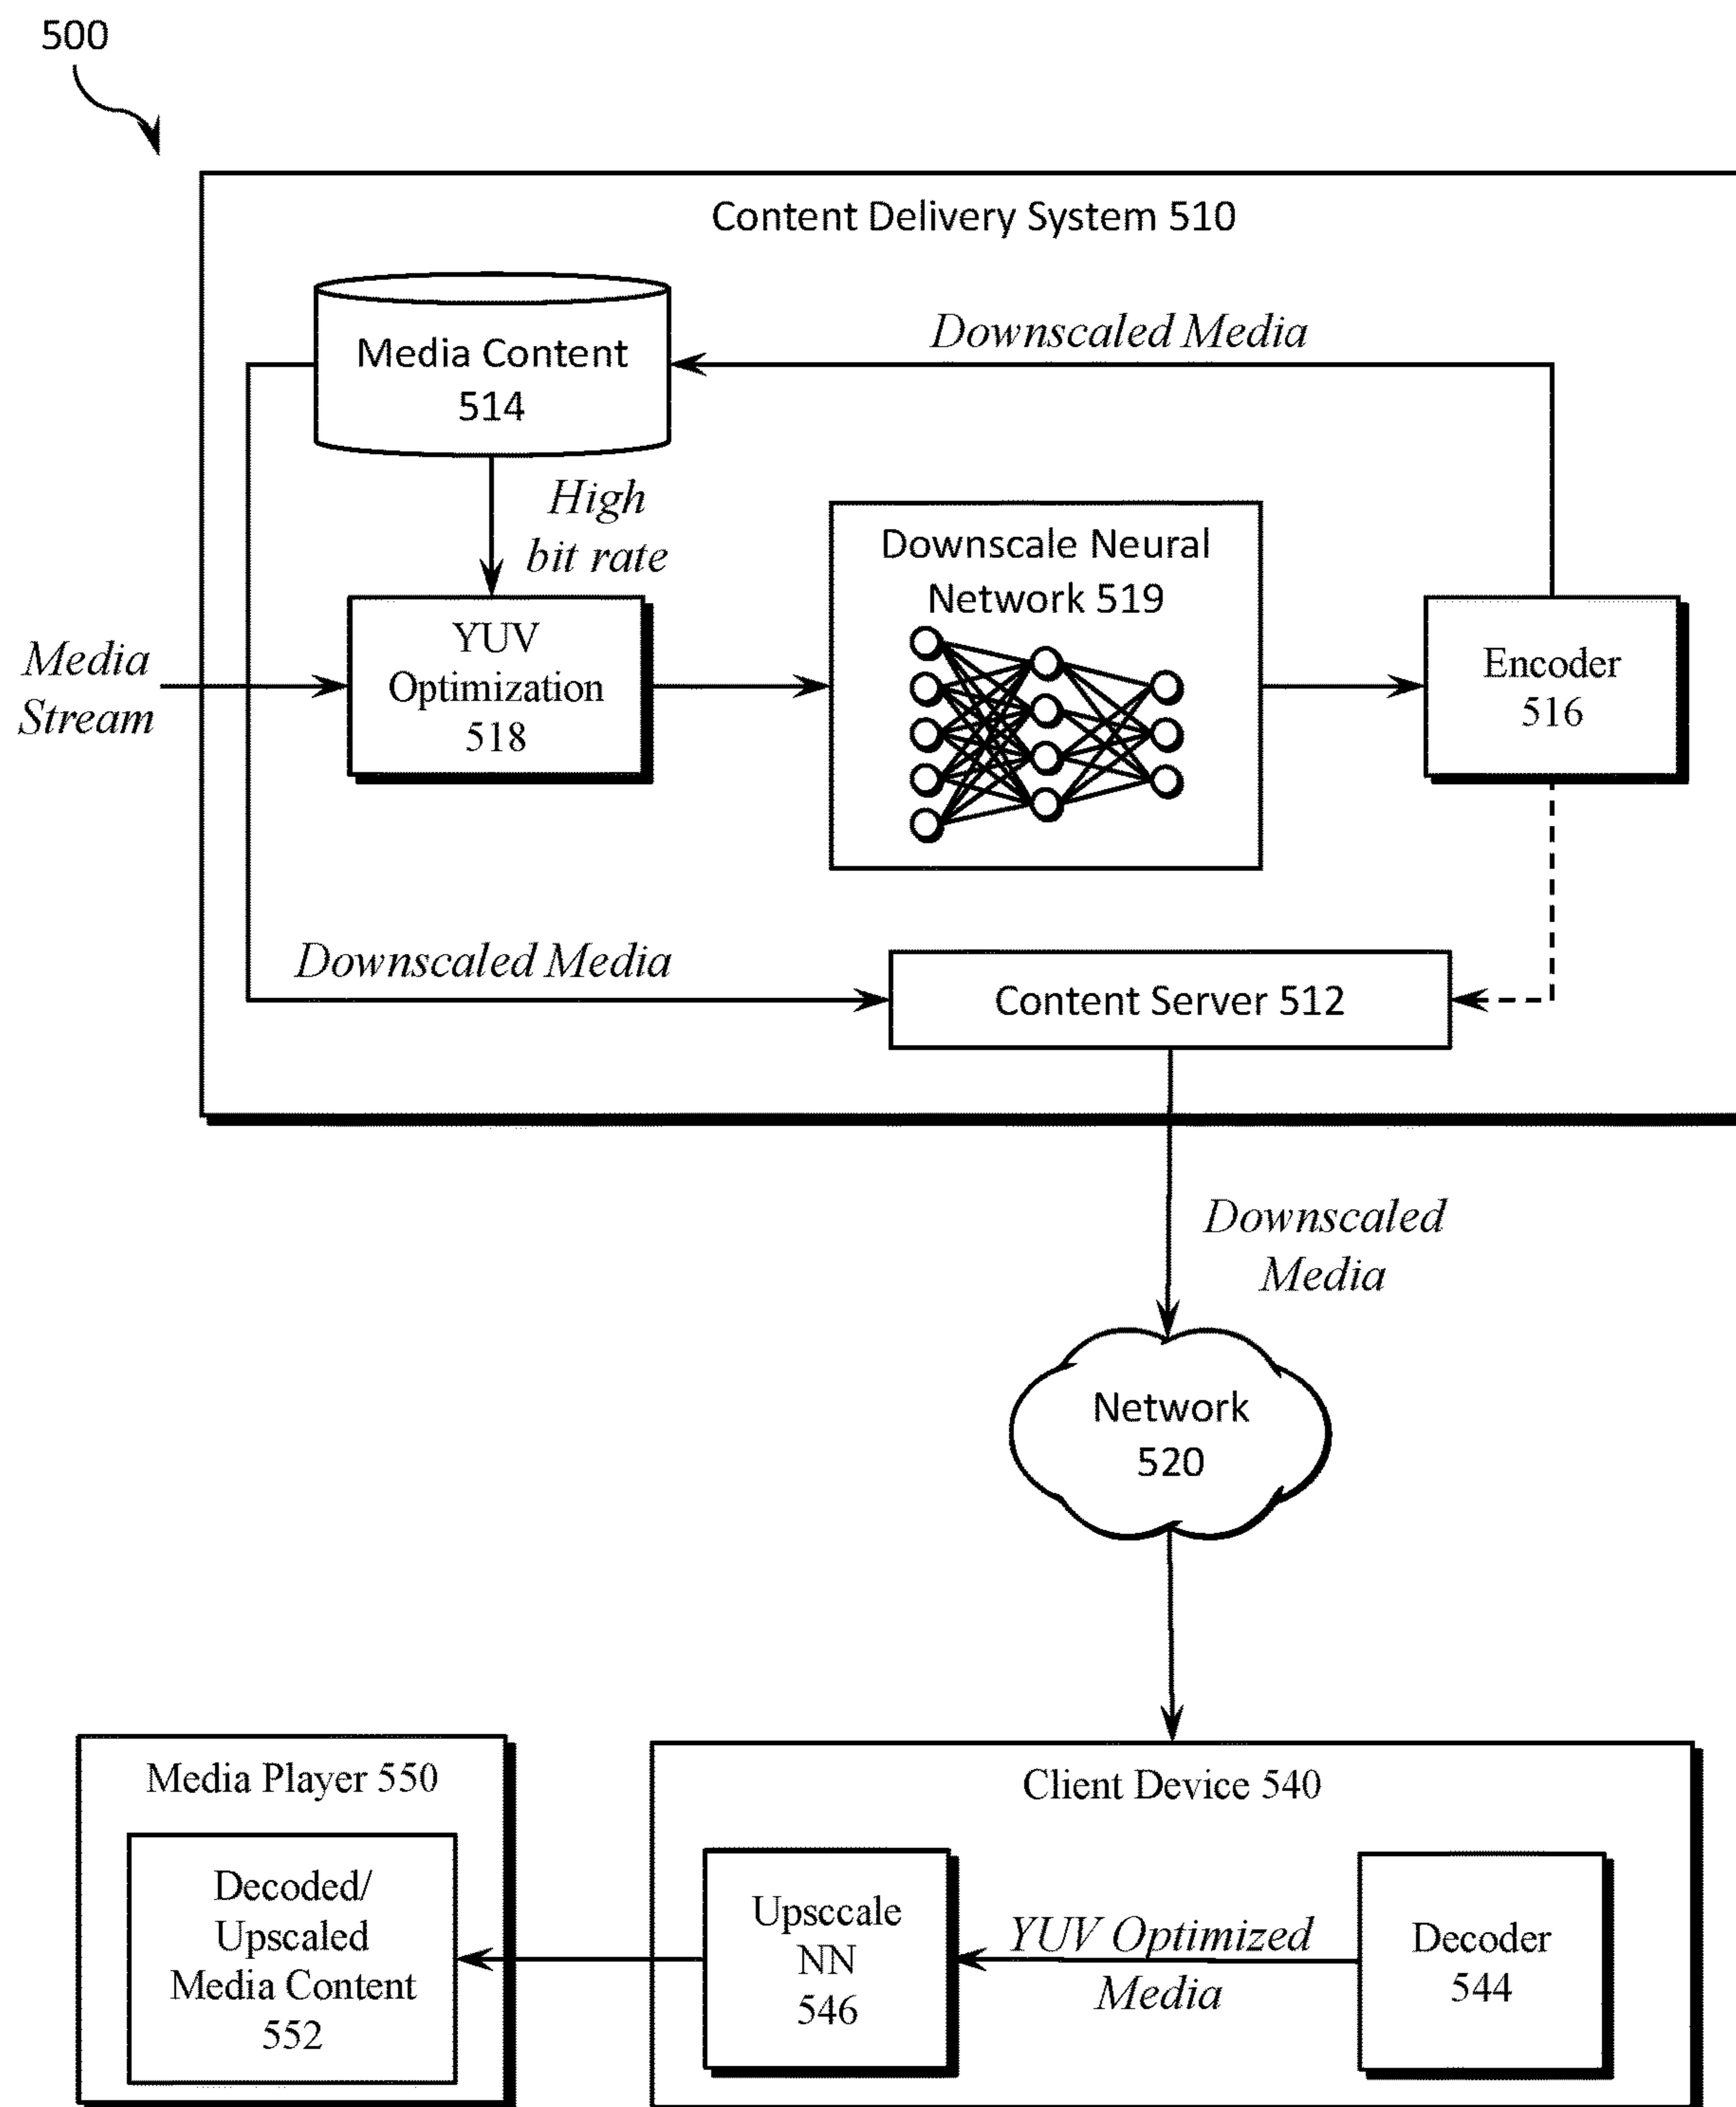 500
Content Delivery System 510
Media Content
514
Downscaled Media
High
bit rate
Downscale Neural
Network 519
Media
Stream
YUV
Optimization
518
Encoder
516
Downscaled Media
Content Server 512
Downscaled
Media
Network
520
Media Player 550
Decoded/
Upscaled
Media Content
552
Client Device 540
Upsccale
NN
546
YUV Optimized
Media
Decoder
544